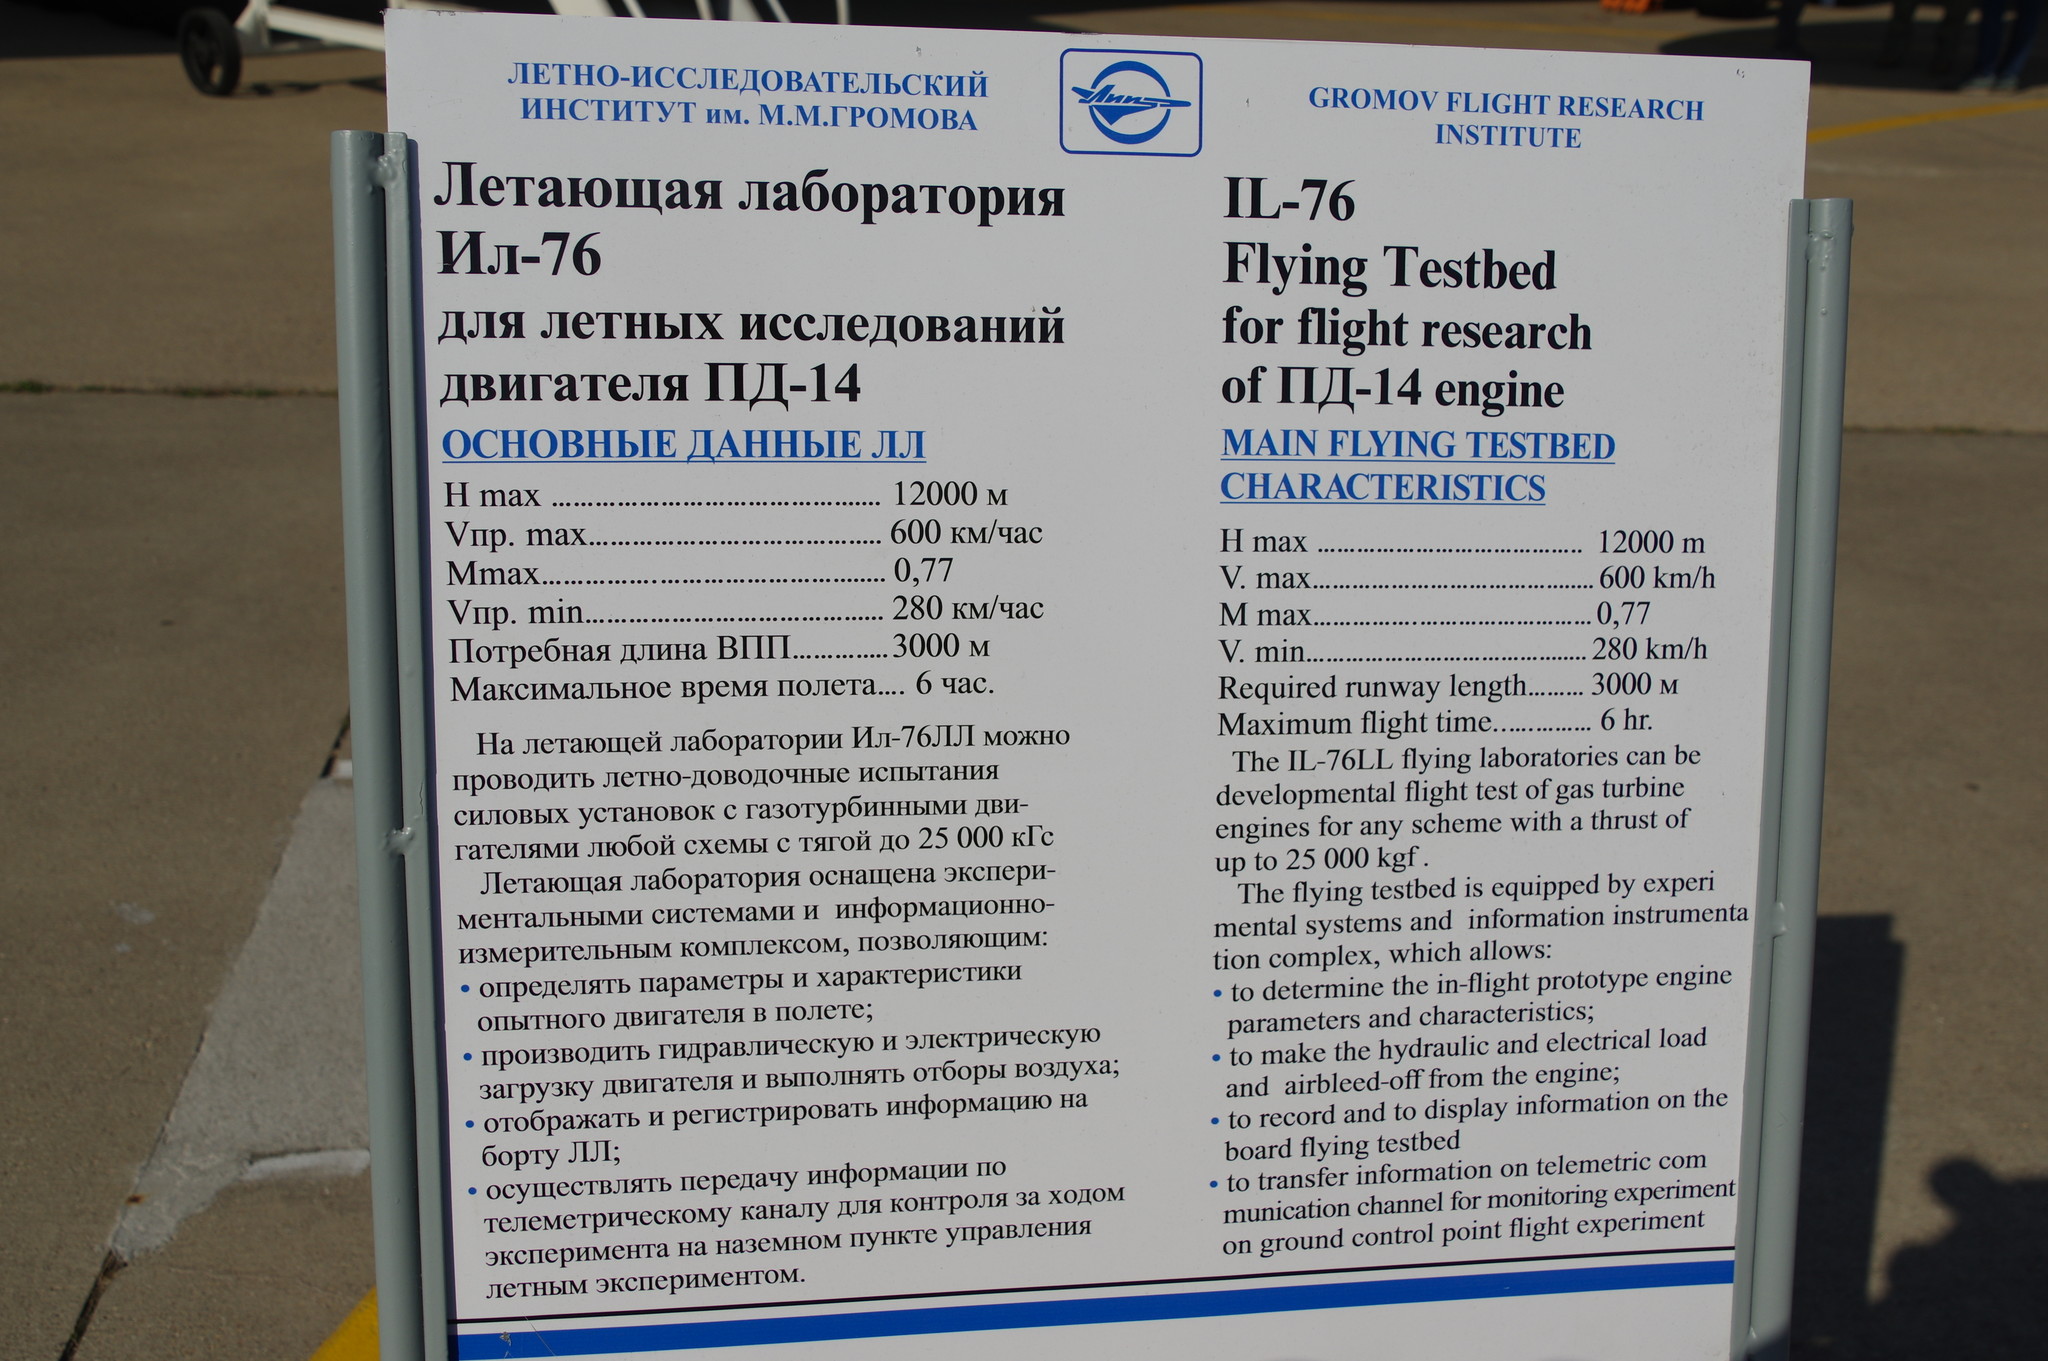 ЛЕТНО-ИССЛЕДОВАТЕЛЬСКИЙ
ИНСТИТУТ им. М.М.ГРОМОВА
Летающая лаборатория
Ил-76
для летных исследований
двигателя ПД-14
ОСНОВНЫЕ ДАННЫЕ ЛЛ
H max ........................................ 12000 м
Vпр. max.................................... 600 км/час
Mmax.......................................... 0,77
Vпр. min.................................... 280 км/час
Потребная длина ВПП.............. 3000 м
Максимальное время полета.... 6 час.
На летающей лаборатории Ил-76ЛЛ можно
проводить летно-доводочные испытания
силовых установок с газотурбинными дви-
гателями любой схемы с тягой до 25 000 кГс
Летающая лаборатория оснащена экспери-
ментальными системами и информационно-
измерительным комплексом, позволяющим:
• определять параметры и характеристики
опытного двигателя в полете;
• производить гидравлическую и электрическую
загрузку двигателя и выполнять отборы воздуха;
• отображать и регистрировать информацию на
борту ЛЛ;
• осуществлять передачу информации по
телеметрическому каналу для контроля за ходом
эксперимента на наземном пункте управления
летным экспериментом.
ЛИИ
GROMOV FLIGHT RESEARCH
INSTITUTE
IL-76
Flying Testbed
for flight research
of ПД-14 engine
MAIN FLYING TESTBED
CHARACTERISTICS
H max ...................................... 12000 m
V. max........................................ 600 km/h
M max........................................ 0,77
V. min........................................ 280 km/h
Required runway length........ 3000 м
Maximum flight time.............. 6 hr.
The IL-76LL flying laboratories can be
developmental flight test of gas turbine
engines for any scheme with a thrust of
up to 25 000 kgf .
The flying testbed is equipped by experi
mental systems and information instrumenta
tion complex, which allows:
• to determine the in-flight prototype engine
parameters and characteristics;
• to make the hydraulic and electrical load
and airbleed-off from the engine;
• to record and to display information on the
board flying testbed
• to transfer information on telemetric com
munication channel for monitoring experiment
on ground control point flight experiment